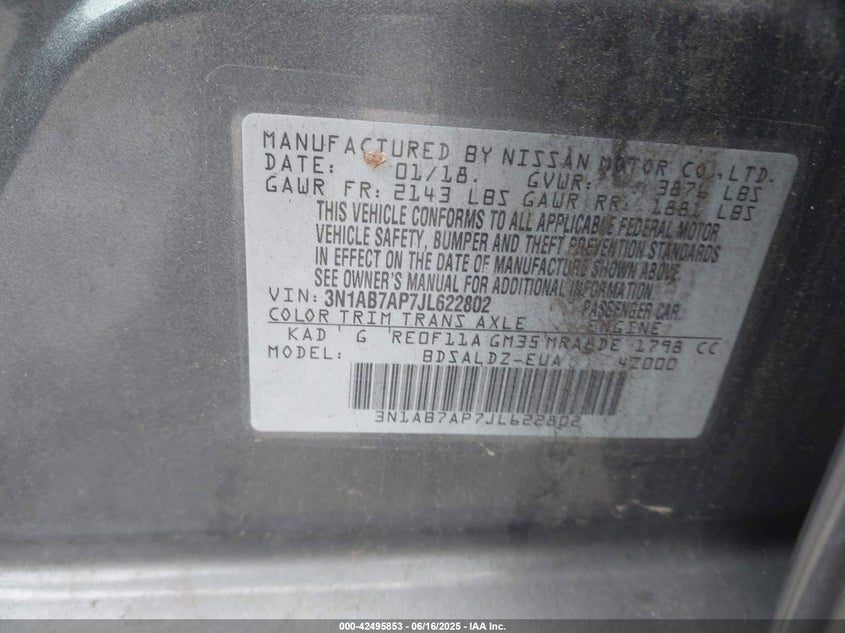 MANUFACTURED BY NISSAN MOTOR CO.,LTD.
DATE: 01/18. GVWR: 3876 LBS
GAWR FR: 2143 LBS GAWR RR: 1881 LBS
THIS VEHICLE CONFORMS TO ALL APPLICABLE FEDERAL MOTOR
VEHICLE SAFETY, BUMPER AND THEFT PREVENTION STANDARDS
IN EFFECT ON THE DATE OF MANUFACTURE SHOWN ABOVE.
SEE OWNER'S MANUAL FOR ADDITIONAL INFORMATION.
VIN: 3N1AB7AP7JL622802 PASSENGER CAR
COLOR TRIM TRANS AXLE ENGINE
KAD G RE0F11A GM35 MRA8DE 1798 CC
MODEL: BDSALDZ-EUA 42000
3N1AB7AP7JL622802
000-42495853 / 06/16/2025 - IAA Inc.